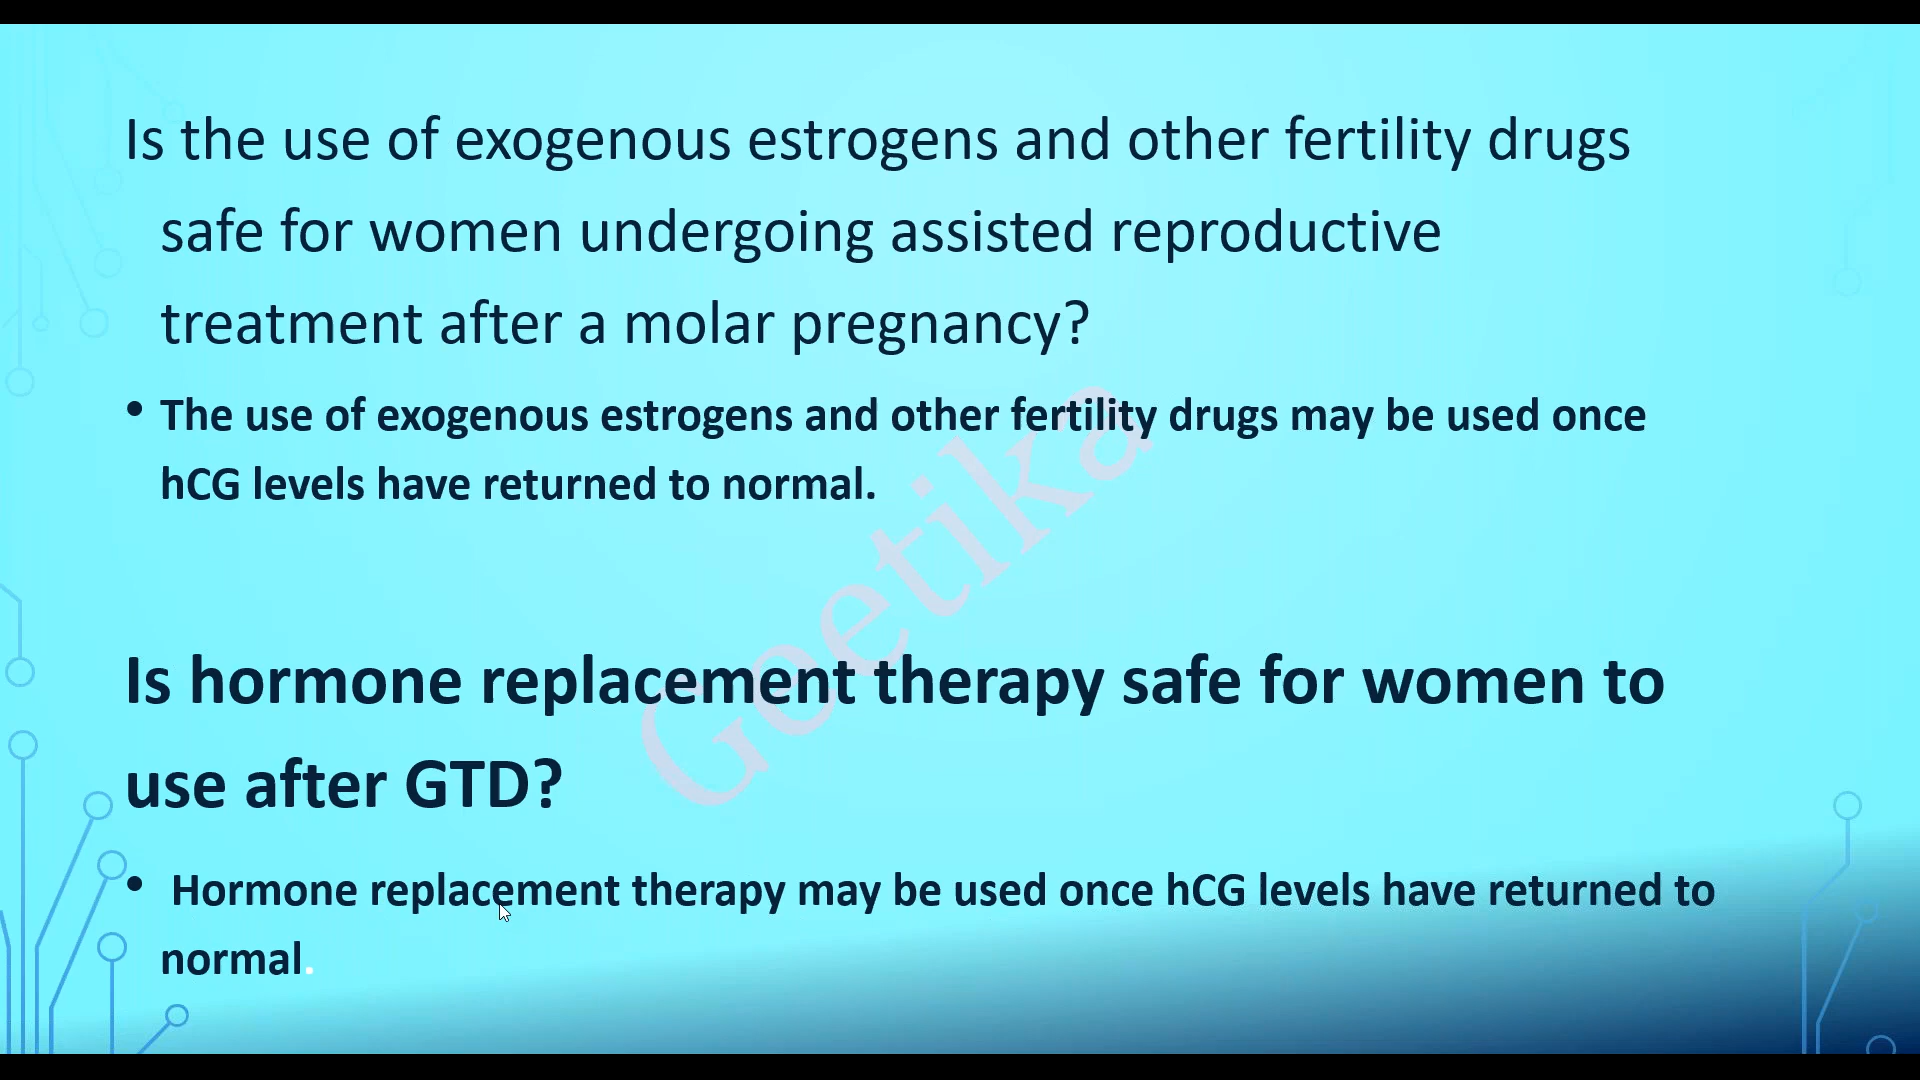 Is the use of exogenous estrogens and other fertility drugs
safe for women undergoing assisted reproductive
treatment after a molar pregnancy?
• The use of exogenous estrogens and other fertility drugs may be used once
hCG levels have returned to normal.
Geetika
Is hormone replacement therapy safe for women to
use after GTD?
• Hormone replacement therapy may be used once hCG levels have returned to
normal.